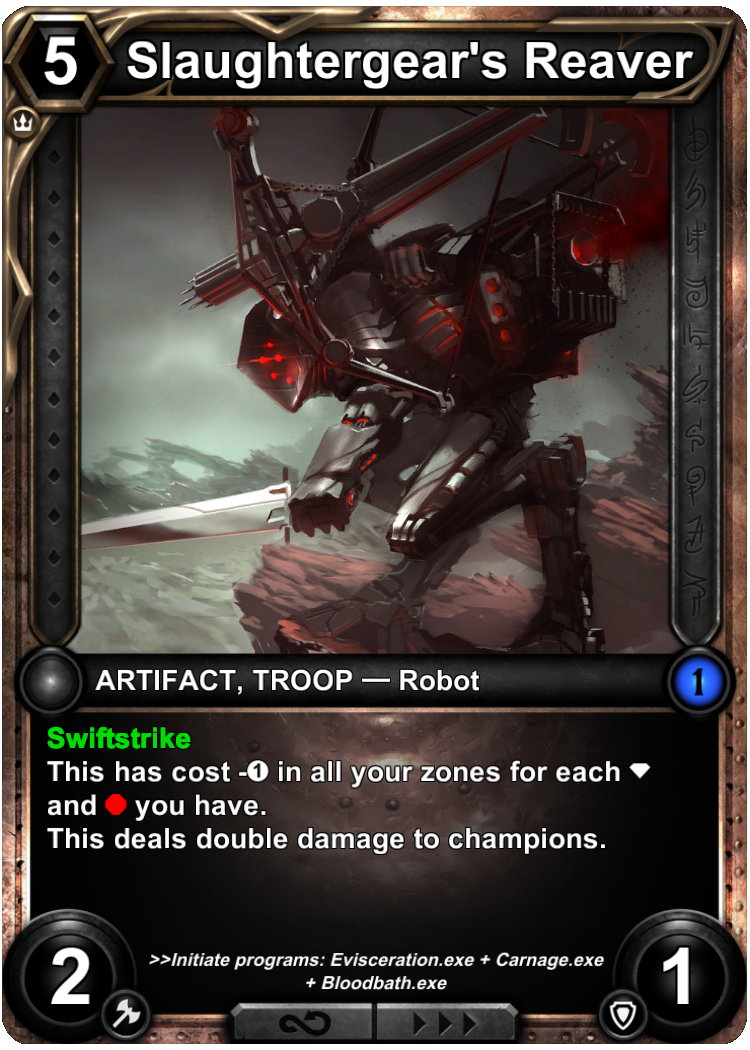 5
Slaughtergear's Reaver
ARTIFACT, TROOP — Robot
1
Swiftstrike
This has cost -1 in all your zones for each
and you have.
This deals double damage to champions.
>>Initiate programs: Evisceration.exe + Carnage.exe
+ Bloodbath.exe
2
1